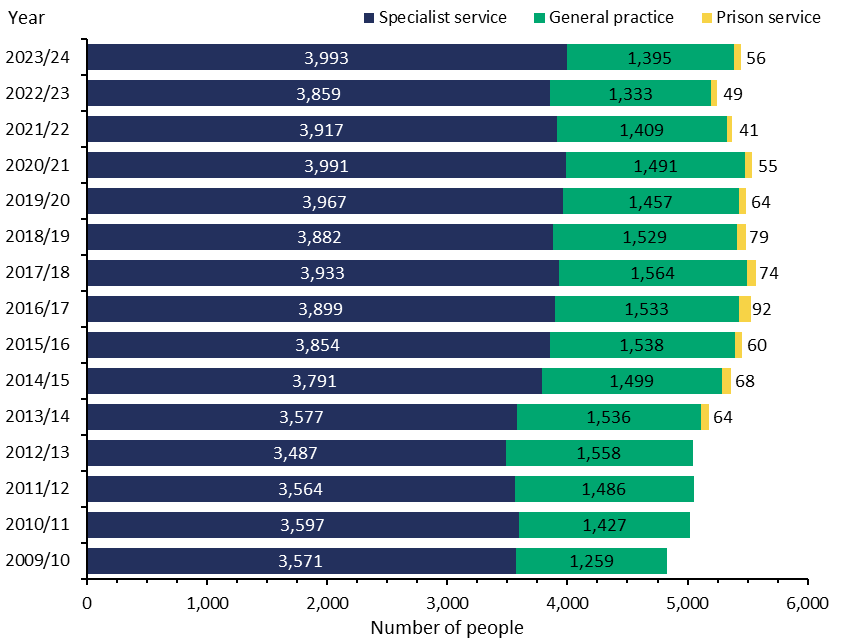 Year Specialist service General practice Prison service
2023/24 3,993 1,395 56
2022/23 3,859 1,333 49
2021/22 3,917 1,409 41
2020/21 3,991 1,491 55
2019/20 3,967 1,457 64
2018/19 3,882 1,529 79
2017/18 3,933 1,564 74
2016/17 3,899 1,533 92
2015/16 3,854 1,538 60
2014/15 3,791 1,499 68
2013/14 3,577 1,536 64
2012/13 3,487 1,558
2011/12 3,564 1,486
2010/11 3,597 1,427
2009/10 3,571 1,259
0 1,000 2,000 3,000 4,000 5,000 6,000
Number of people